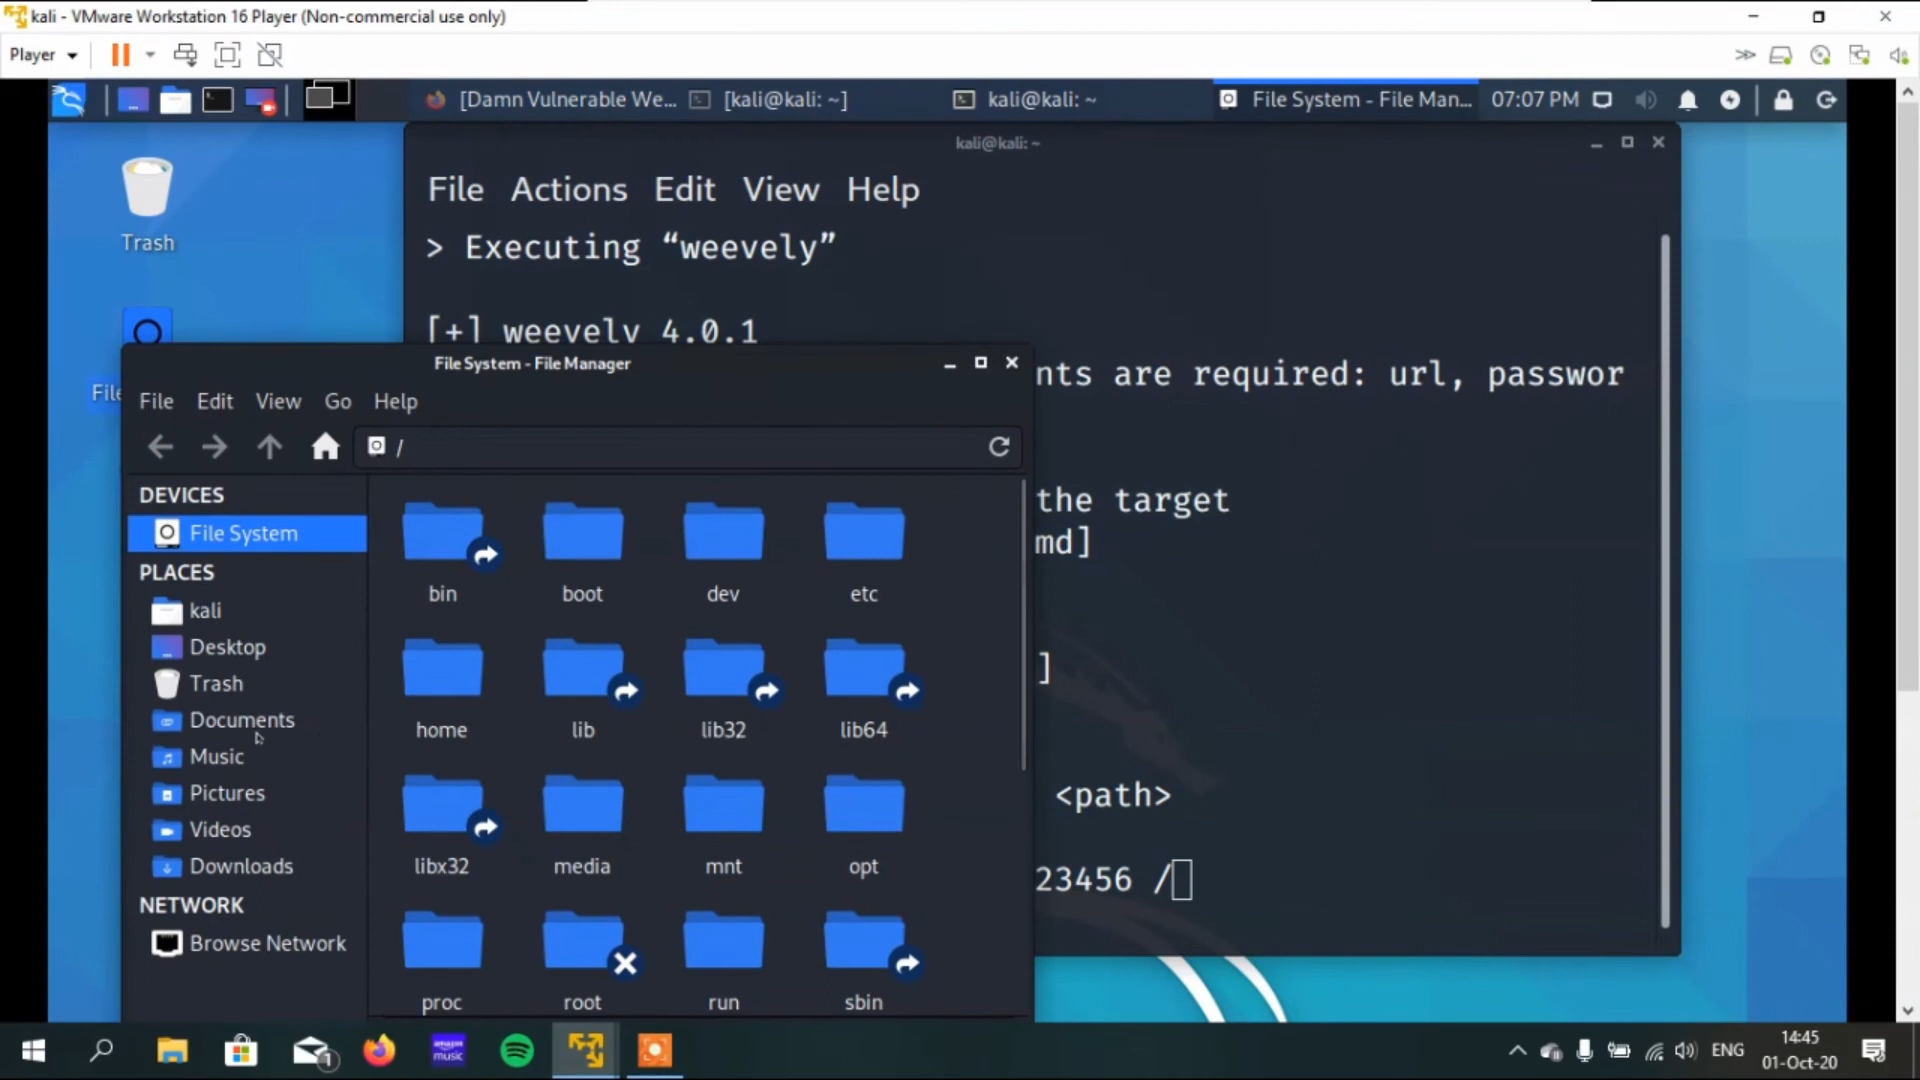 kali - VMware Workstation 16 Player (Non-commercial use only)
Player
[Damn Vulnerable We...
[kali@kali: ~]
kali@kali: ~
File System - File Man...
07:07 PM
kali@kali: ~
Trash
File Actions Edit View Help
> Executing “weevely”
[+] weevely 4.0.1
File System - File Manager
nts are required: url, passwor
File
File Edit View Go Help
/
DEVICES
File System
PLACES
kali
Desktop
Trash
Documents
Music
Pictures
Videos
Downloads
NETWORK
Browse Network
bin boot dev etc
home lib lib32 lib64
libx32 media mnt opt
proc root run sbin
the target
md]
]
<path>
23456 /
amazon music
1
ENG
14:45
01-Oct-20